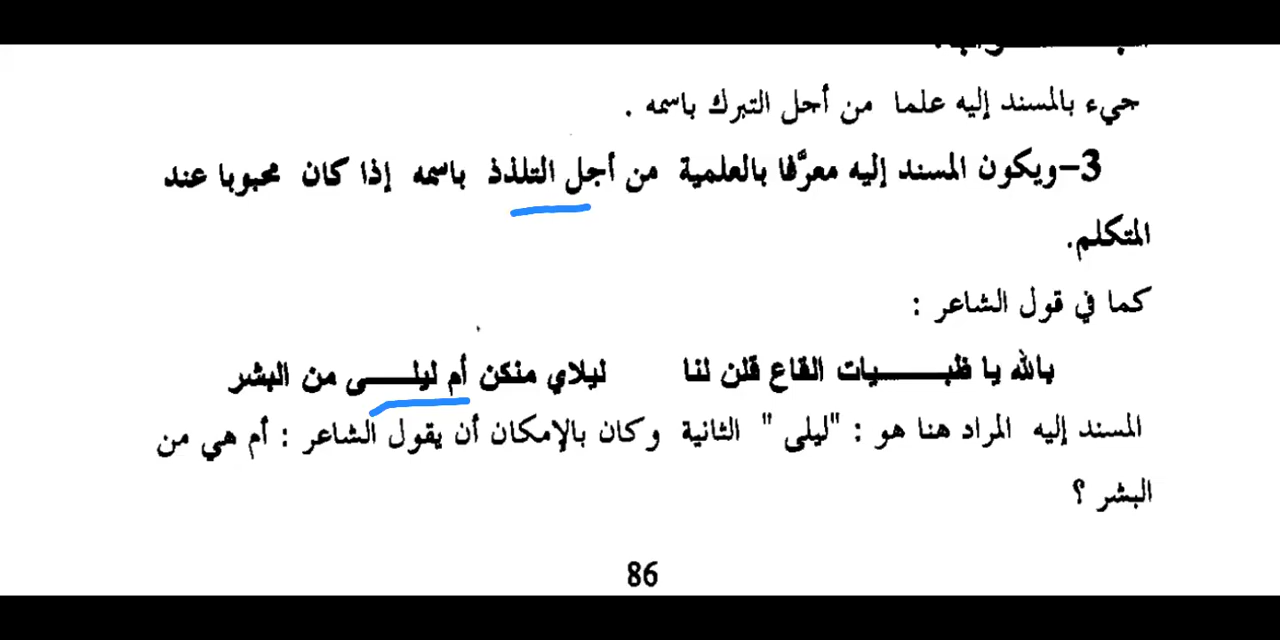 جيء بالمسند إليه علما من أجل التبرك باسمه .
3-ويكون المسند إليه معرَّفا بالعلمية من أجل التلذذ باسمه إذا كان محبوبا عند
المتكلم.
كما في قول الشاعر :
بالله يا ظبـــيات القاع قلن لنا ليلاي منكن أم ليلـــى من البشر
المسند إليه المراد هنا هو : "ليلى " الثانية وكان بالإمكان أن يقول الشاعر : أم هي من
البشر ؟
86